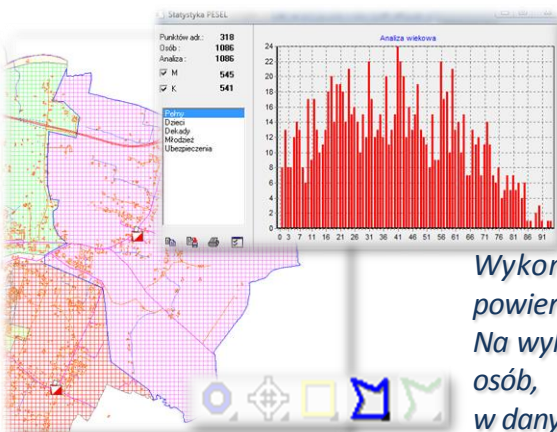 Statystyka PESEL
Punktów adr.: 318
Osób: 1086
Analiza: 1086
M 545
K 541
Pełny
Dzieci
Dekady
Młodzież
Ubezpieczenia
Analiza wiekowa
24
22
20
18
16
14
12
10
8
6
4
2
0
0 3 7 11 16 21 26 31 36 41 46 51 56 61 66 71 76 81 86 91
Wykon
powier
Na wyk
osób,
w dany